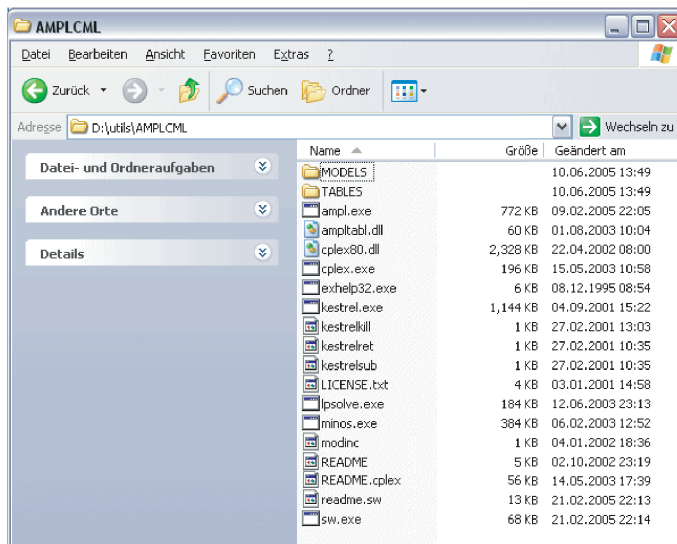 AMPLCML
Datei Bearbeiten Ansicht Favoriten Extras ?
Zurück Suchen Ordner
Adresse D:\utils\AMPLCML Wechseln zu
Datei- und Ordneraufgaben
Andere Orte
Details
Name Größe Geändert am
MODELS 10.06.2005 13:49
TABLES 10.06.2005 13:49
ampl.exe 772 KB 09.02.2005 22:05
ampltabl.dll 60 KB 01.08.2003 10:04
cplex80.dll 2,328 KB 22.04.2002 08:00
cplex.exe 196 KB 15.05.2003 10:58
exhelp32.exe 6 KB 08.12.1995 08:54
kestrel.exe 1,144 KB 04.09.2001 15:22
kestrelkill 1 KB 27.02.2001 13:03
kestrelret 1 KB 27.02.2001 10:35
kestrelsub 1 KB 27.02.2001 10:35
LICENSE.txt 4 KB 03.01.2001 14:58
lpsolve.exe 184 KB 12.06.2003 23:13
minos.exe 384 KB 06.02.2003 12:52
modinc 1 KB 04.01.2002 18:36
README 5 KB 02.10.2002 23:19
README.cplex 56 KB 14.05.2003 17:39
readme.sw 13 KB 21.02.2005 22:13
sw.exe 68 KB 21.02.2005 22:14